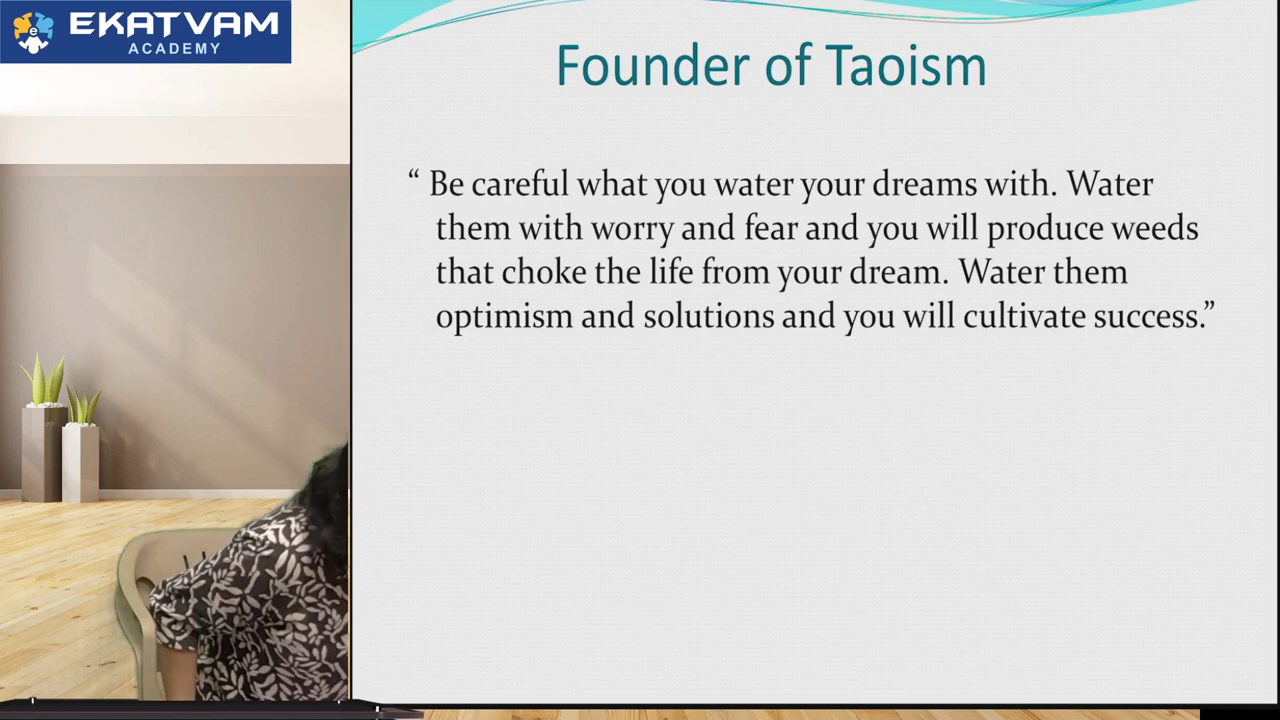 EKATVAM
ACADEMY
Founder of Taoism
“ Be careful what you water your dreams with. Water
them with worry and fear and you will produce weeds
that choke the life from your dream. Water them
optimism and solutions and you will cultivate success.”